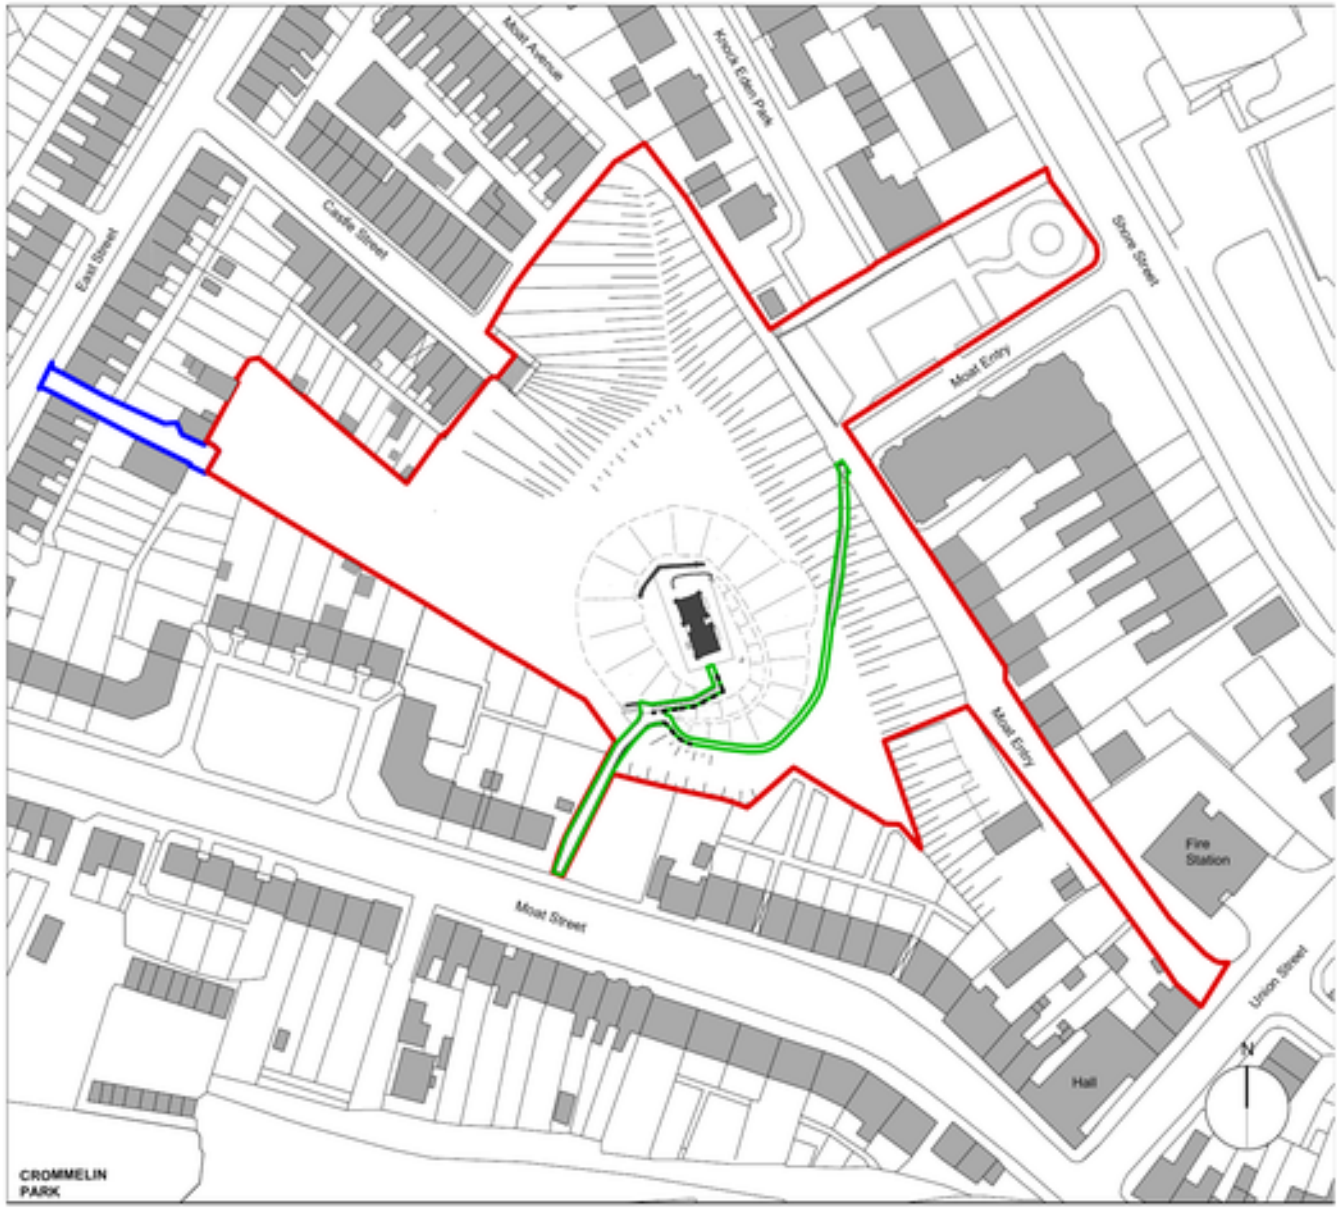 Moat Avenue
Knock Eden Park
Castle Street
East Street
Shore Street
Moat Entry
Moat Entry
Fire
Station
Moat Street
Union Street
N
Hall
CROMMELIN
PARK